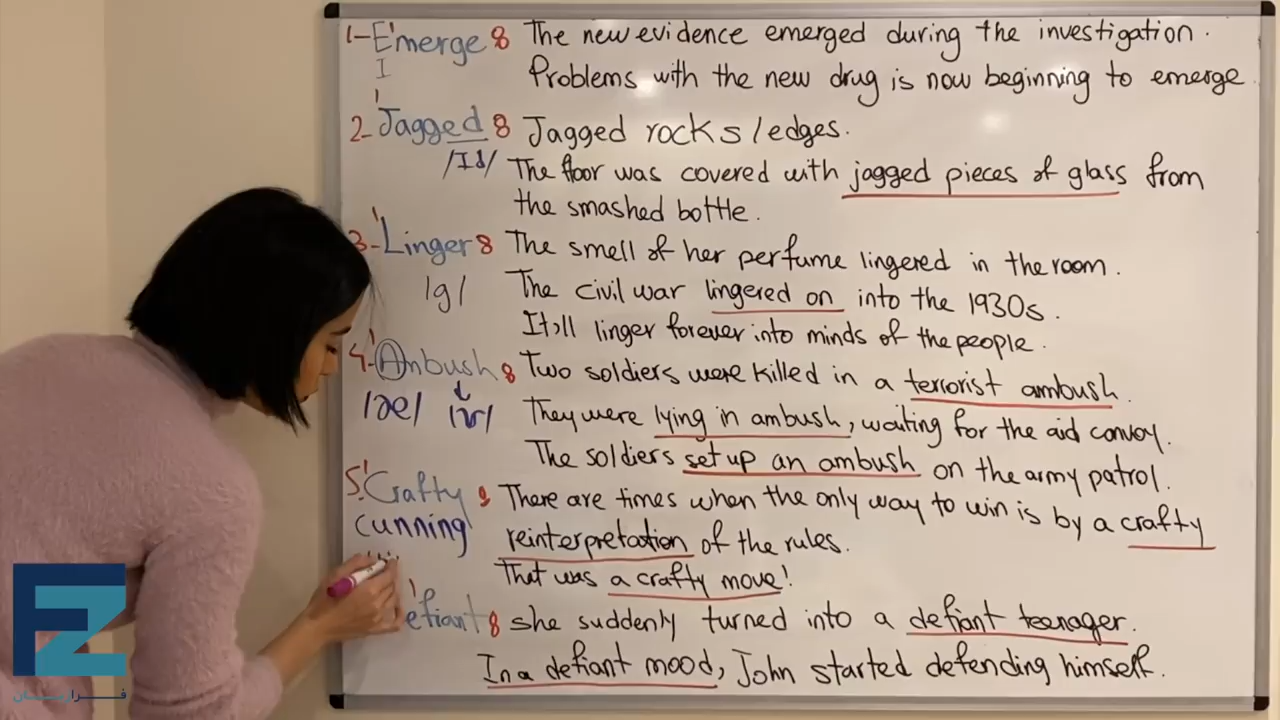 1- Emerge: The new evidence emerged during the investigation.
I Problems with the new drug is now beginning to emerge
2- Jagged: Jagged rocks/edges.
/Id/ The floor was covered with jagged pieces of glass from
the smashed bottle.
3- Linger: The smell of her perfume lingered in the room.
/g/ The civil war lingered on into the 1930s.
It'll linger forever into minds of the people.
4- Ambush: Two soldiers were killed in a terrorist ambush.
/æ/ /ʊ/ They were lying in ambush, waiting for the aid convoy.
The soldiers set up an ambush on the army patrol.
5- Crafty: There are times when the only way to win is by a crafty
cunning reinterpretation of the rules.
That was a crafty move!
efiant: she suddenly turned into a defiant teenager.
In a defiant mood, John started defending himself.
FZ
فرازبان